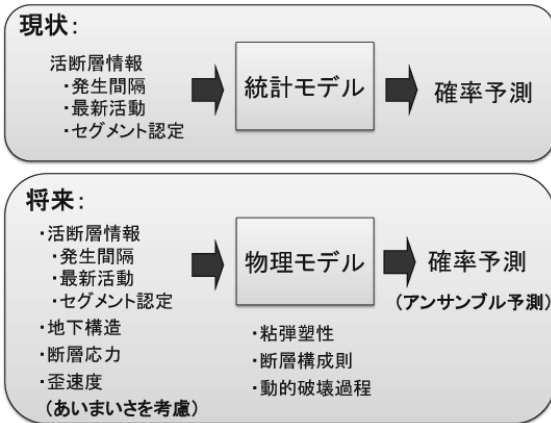 現状:
活断層情報
・発生間隔
・最新活動
・セグメント認定
統計モデル
確率予測
将来:
・活断層情報
・発生間隔
・最新活動
・セグメント認定
・地下構造
・断層応力
・歪速度
(あいまいさを考慮)
物理モデル
・粘弾塑性
・断層構成則
・動的破壊過程
確率予測
(アンサンブル予測)